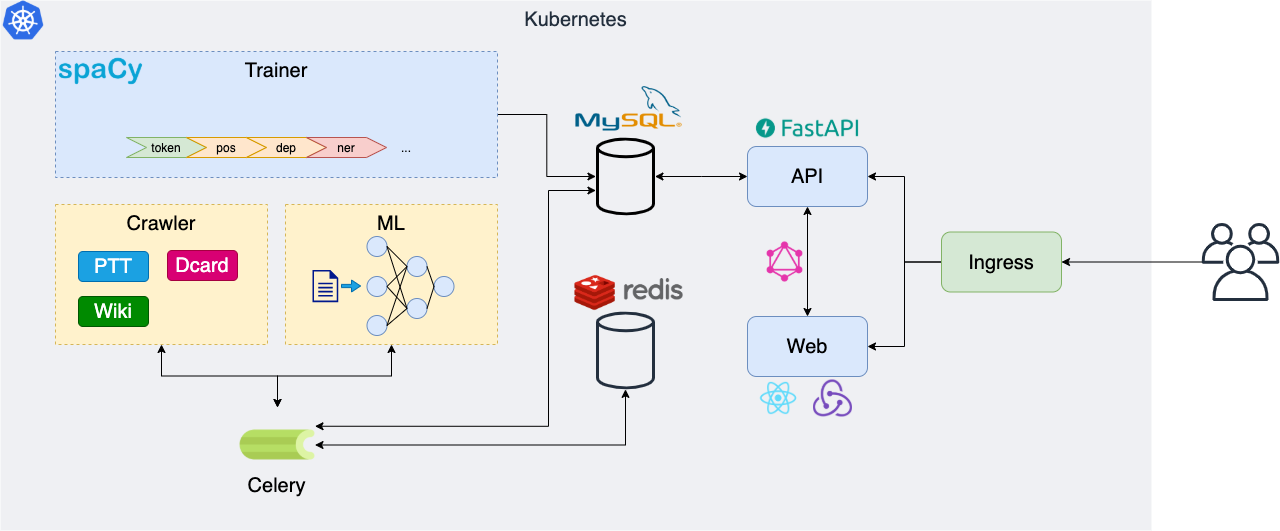 Kubernetes
spaCy
Trainer
token
pos
dep
ner
...
Crawler
PTT
Dcard
Wiki
ML
Celery
MySQL
redis
FastAPI
API
Web
Ingress